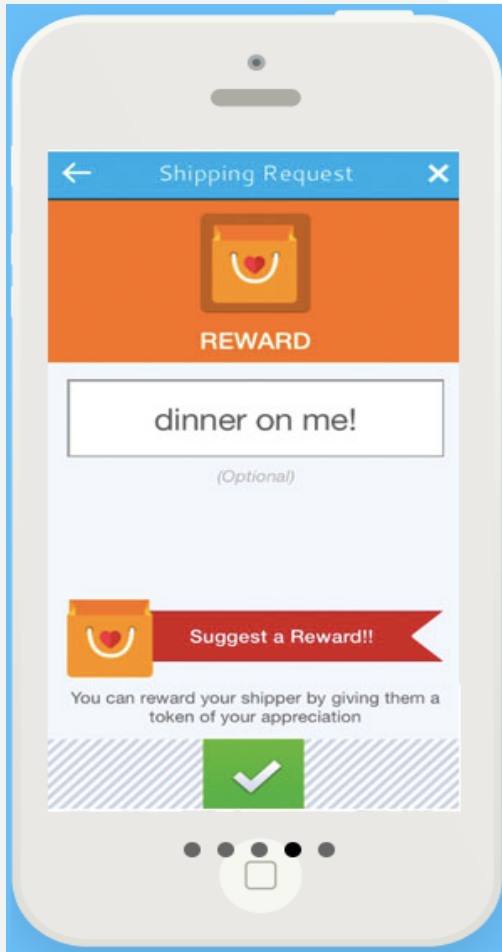 Shipping Request
REWARD
dinner on me!
(Optional)
Suggest a Reward!!
You can reward your shipper by giving them a
token of your appreciation